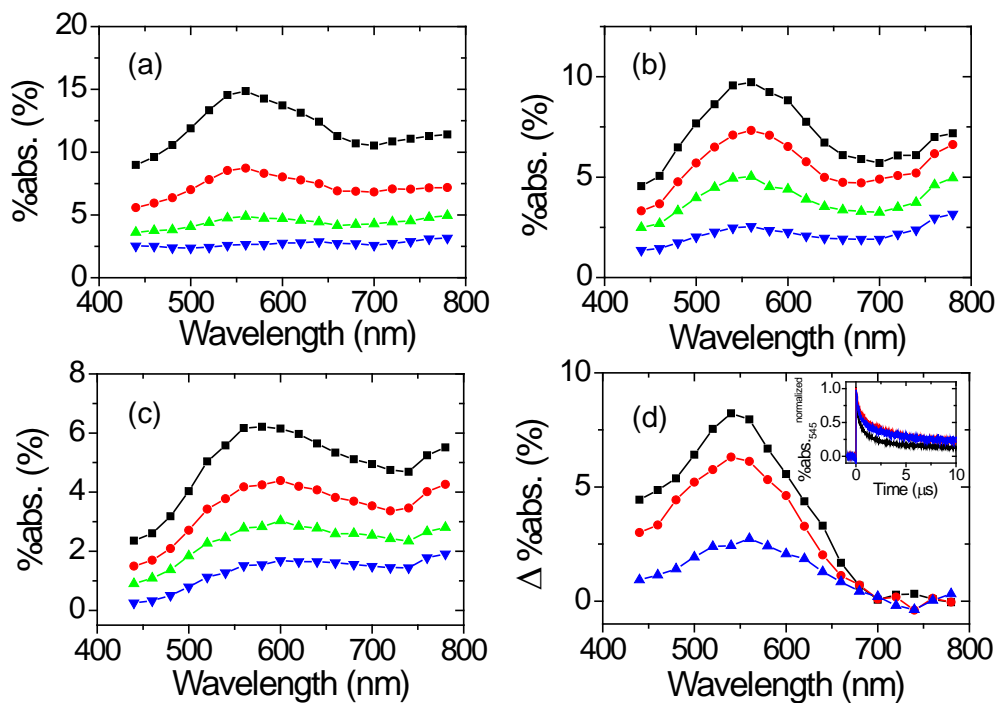 (a)
%abs. (%)
20
15
10
5
0
400 500 600 700 800
Wavelength (nm)
(b)
%abs. (%)
10
5
0
400 500 600 700 800
Wavelength (nm)
(c)
%abs. (%)
8
6
4
2
0
400 500 600 700 800
Wavelength (nm)
(d)
Δ %abs. (%)
10
5
0
400 500 600 700 800
Wavelength (nm)
%abs.545 normalized
1.0
0.5
0.0
0 5 10
Time (μs)